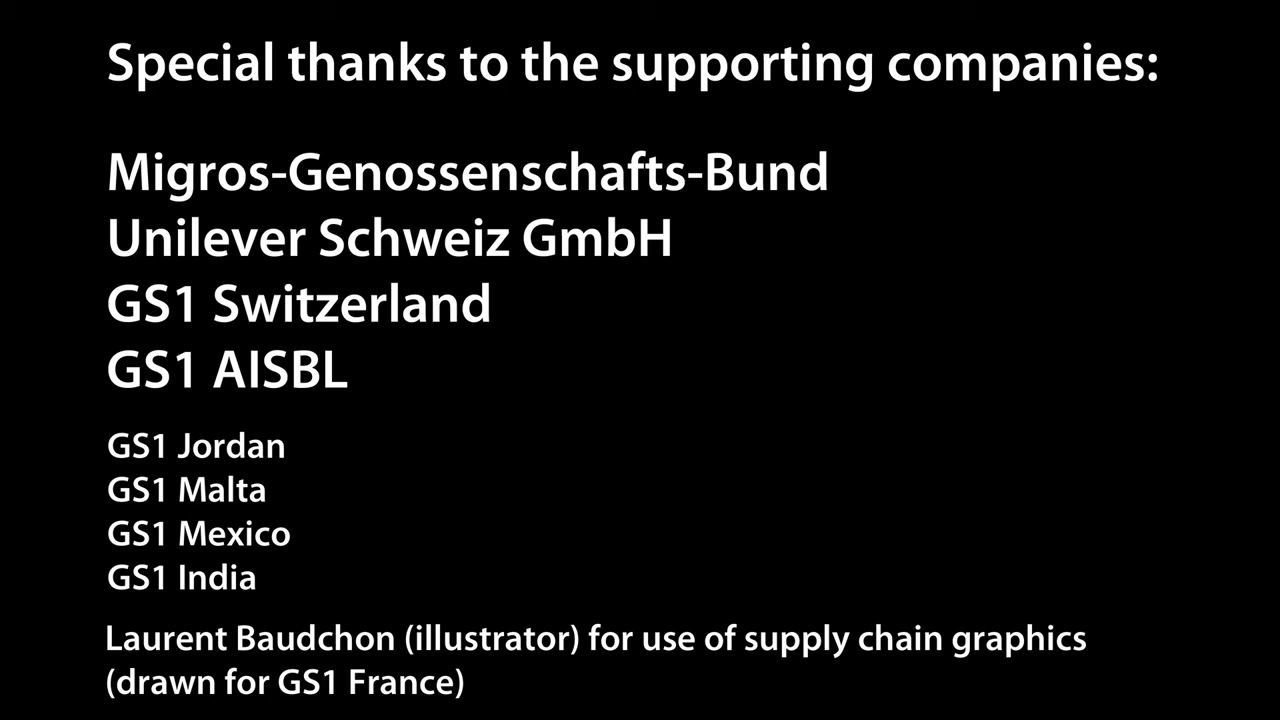 Special thanks to the supporting companies:
Migros-Genossenschafts-Bund
Unilever Schweiz GmbH
GS1 Switzerland
GS1 AISBL
GS1 Jordan
GS1 Malta
GS1 Mexico
GS1 India
Laurent Baudchon (illustrator) for use of supply chain graphics
(drawn for GS1 France)